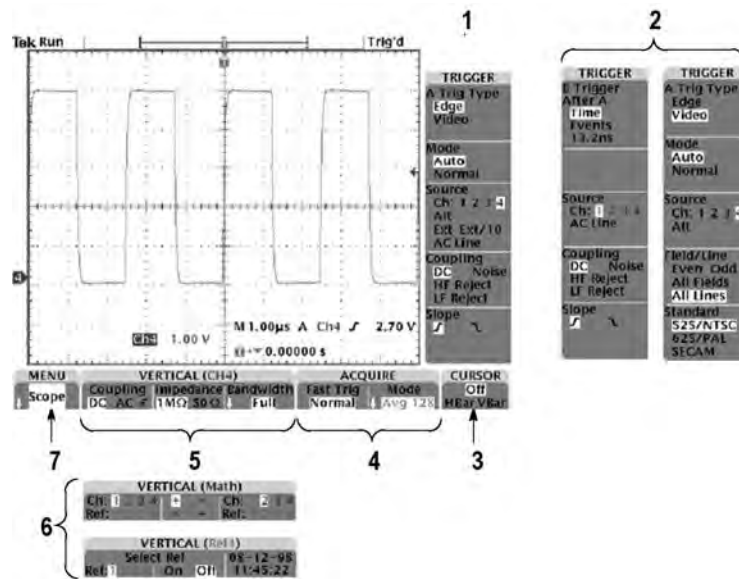 1
2
Tek Run
Trig'd
TRIGGER
A Trig Type
Edge
Video
Mode
Auto
Normal
Source
Ch: 1 2 3 4
Alt
Ext Ext/10
AC Line
Coupling
DC Noise
HF Reject
LF Reject
Slope
TRIGGER
B Trigger
After A
Time
Events
13.2ns
Source
Ch: 1 2 3 4
AC Line
Coupling
DC Noise
HF Reject
LF Reject
Slope
TRIGGER
A Trig Type
Edge
Video
Mode
Auto
Normal
Source
Ch: 1 2 3 4
Alt
Field/Line
Even Odd
All Fields
All Lines
Standard
525/NTSC
625/PAL
SECAM
4
Ch4 1.00 V
M 1.00µs A Ch4 2.70 V
0.00000 s
MENU
Scope
VERTICAL (CH4)
Coupling Impedance Bandwidth
DC AC 1MΩ 50 Ω Full
ACQUIRE
Fast Trig Mode
Normal Avg 128
CURSOR
Off
HBar VBar
7
5
4
3
6
VERTICAL (Math)
Ch: 1 2 3 4 + - Ch: 2 3 4
Ref: Ref:
VERTICAL (Ref1)
Select Ref 08-12-98
Ref: 1 On Off 11:45:22